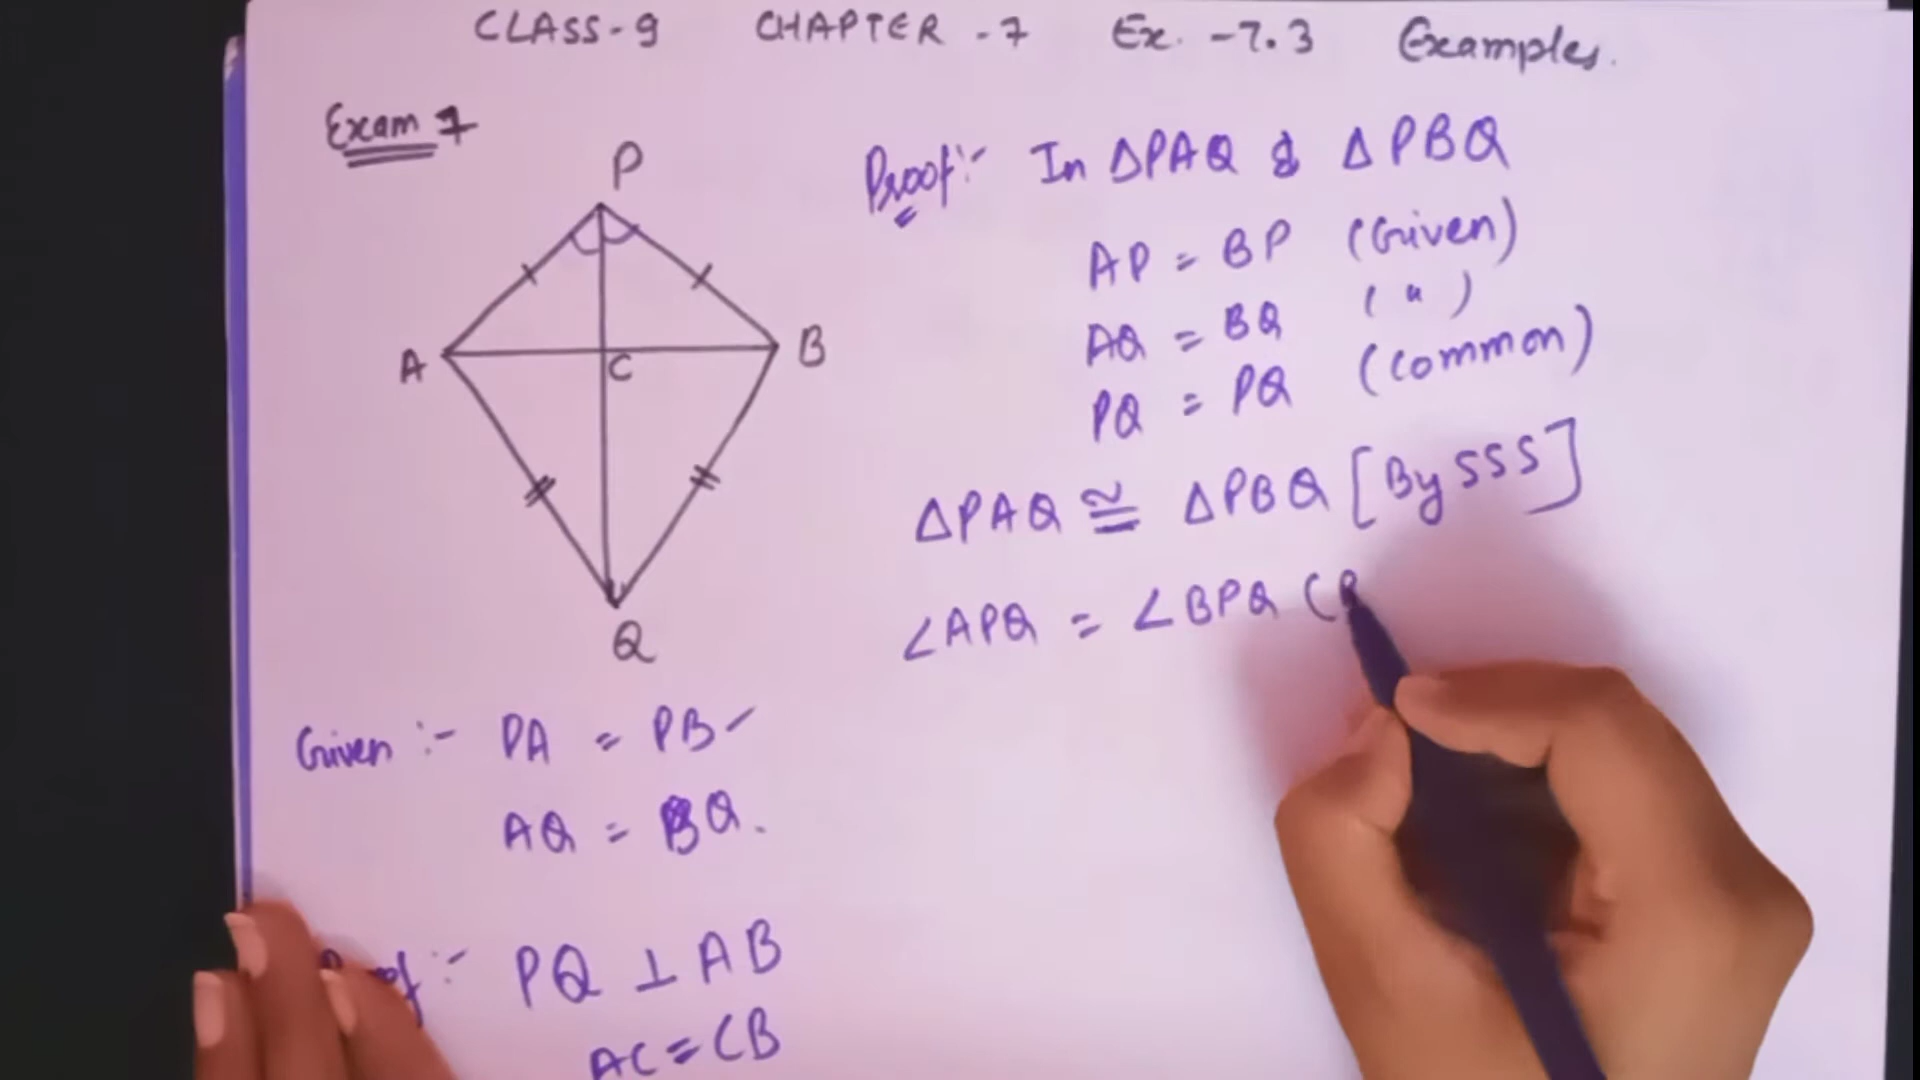 CLASS-9 CHAPTER -7 Ex. -7.3 Examples.
Exam 7
P
A
B
C
Q
Given :- PA = PB
AQ = BQ.
:- PQ ⊥ AB
AC = CB
Proof:- In ΔPAQ & ΔPBQ
AP = BP (Given)
AQ = BQ ( " )
PQ = PQ (common)
ΔPAQ ≅ ΔPBQ [By SSS]
∠APQ = ∠BPQ (